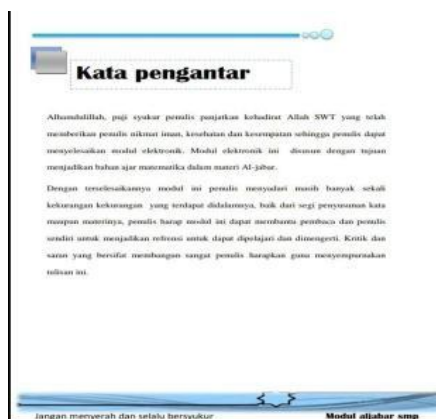 Kata pengantar
Alhamdulillah, puji syukur penulis panjatkan kehadirat Allah SWT yang telah
memberikan penulis nikmat iman, kesehatan dan kesempatan sehingga penulis dapat
menyelesaikan modul elektronik. Modul elektronik ini disusun dengan tujuan
menjadikan bahan ajar matematika dalam materi Al-jabar.
Dengan terselesaikannya modul ini penulis menyadari masih banyak sekali
kekurangan kekurangan yang terdapat didalamnya, baik dari segi penyusunan kata
maupun materinya, penulis harap modul ini dapat membantu pembaca dan penulis
sendiri untuk menjadikan refrensi untuk dapat dipelajari dan dimengerti. Kritik dan
saran yang bersifat membangun sangat penulis harapkan guna menyempurnakan
tulisan ini.
Jangan menyerah dan selalu bersyukur
Modul aljabar smp